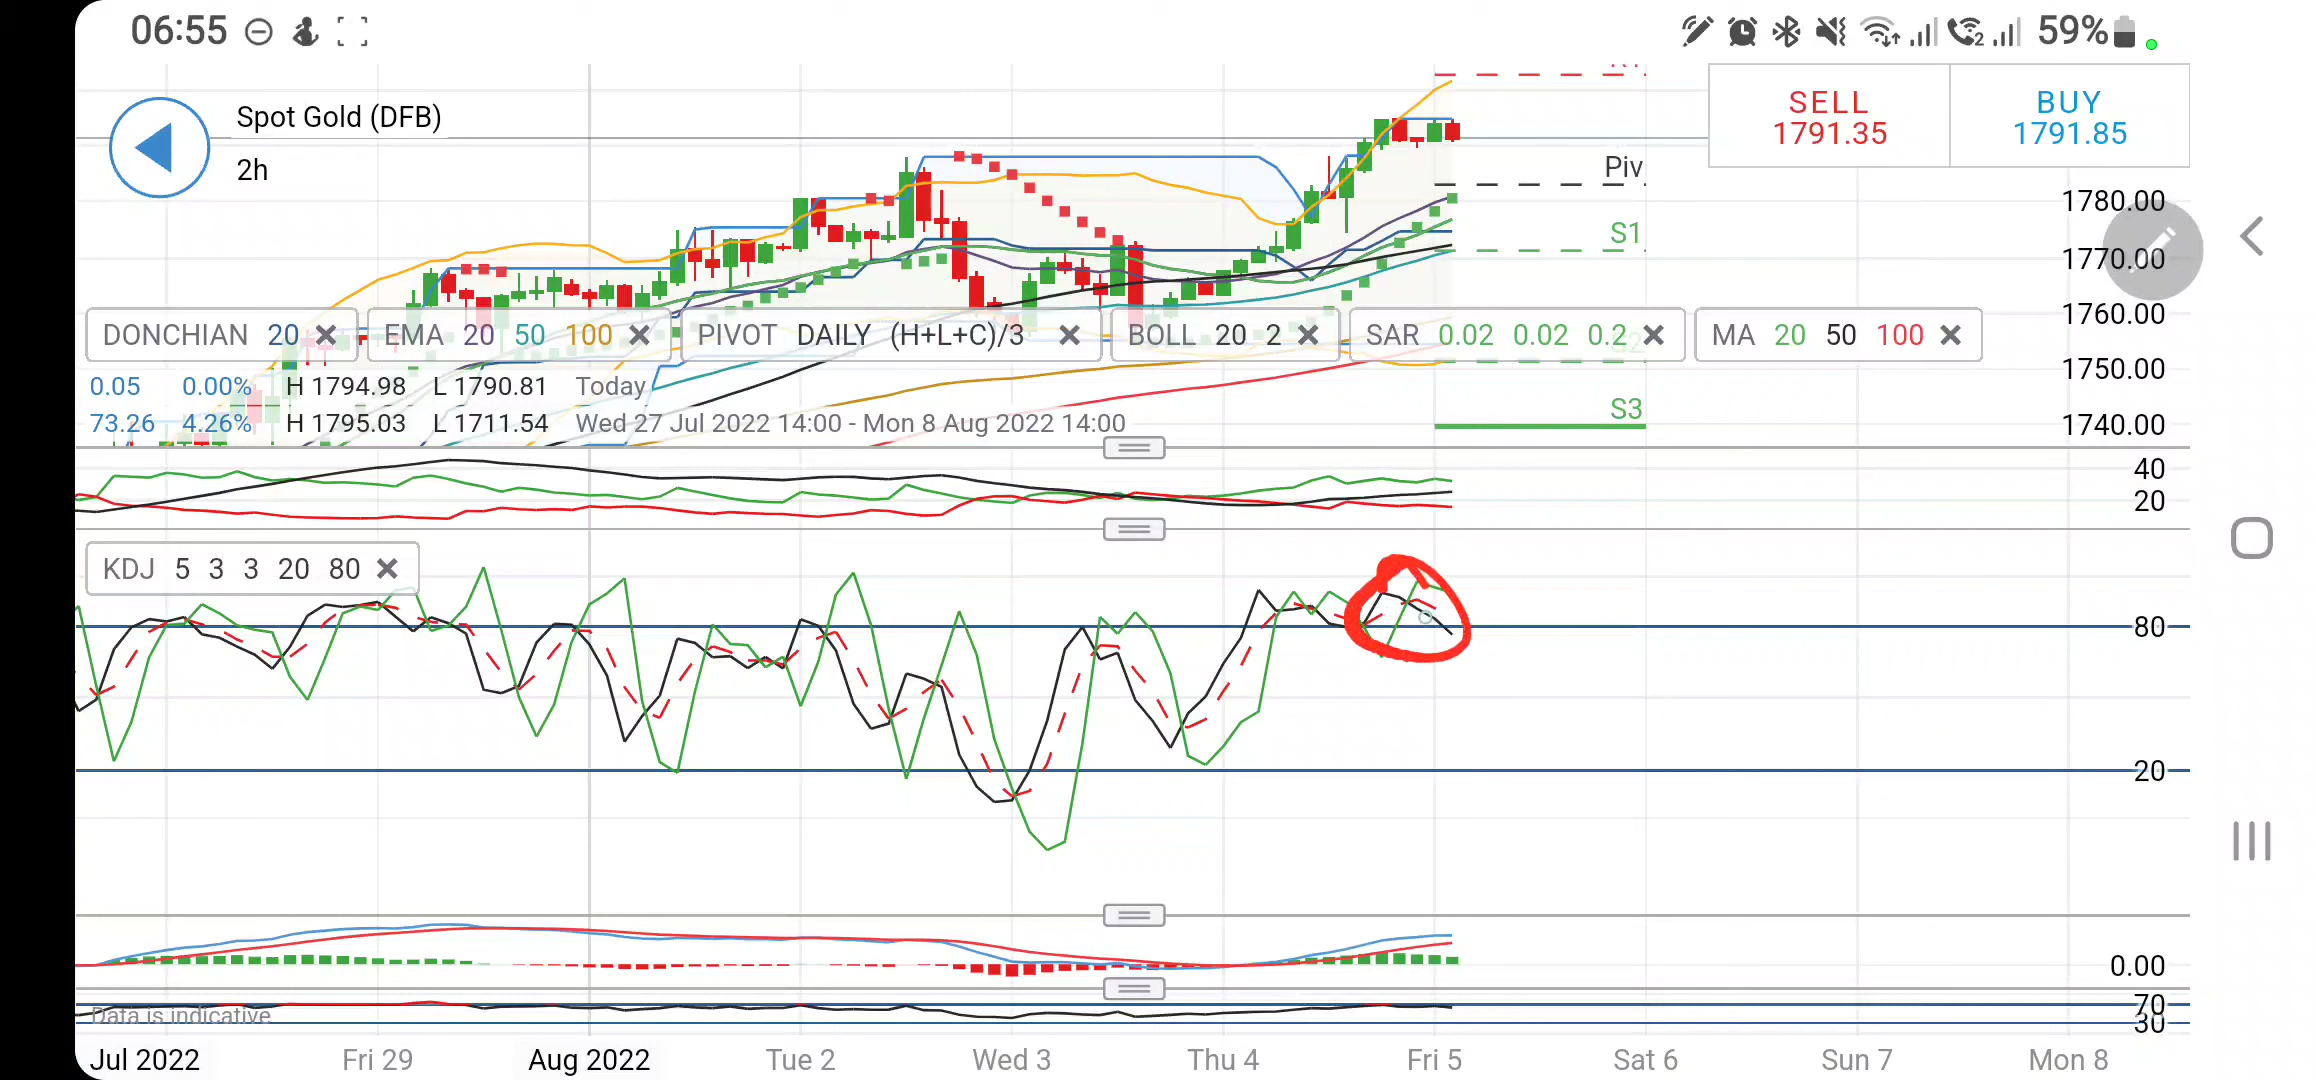 06:55
59%
Spot Gold (DFB)
2h
SELL
1791.35
BUY
1791.85
Piv
S1
S3
1780.00
1770.00
1760.00
1750.00
1740.00
DONCHIAN 20
EMA 20 50 100
PIVOT DAILY (H+L+C)/3
BOLL 20 2
SAR 0.02 0.02 0.2
MA 20 50 100
0.05 0.00% H 1794.98 L 1790.81 Today
73.26 4.26% H 1795.03 L 1711.54 Wed 27 Jul 2022 14:00 - Mon 8 Aug 2022 14:00
40
20
KDJ 5 3 3 20 80
80
20
0.00
70
30
Data is indicative
Jul 2022 Fri 29 Aug 2022 Tue 2 Wed 3 Thu 4 Fri 5 Sat 6 Sun 7 Mon 8